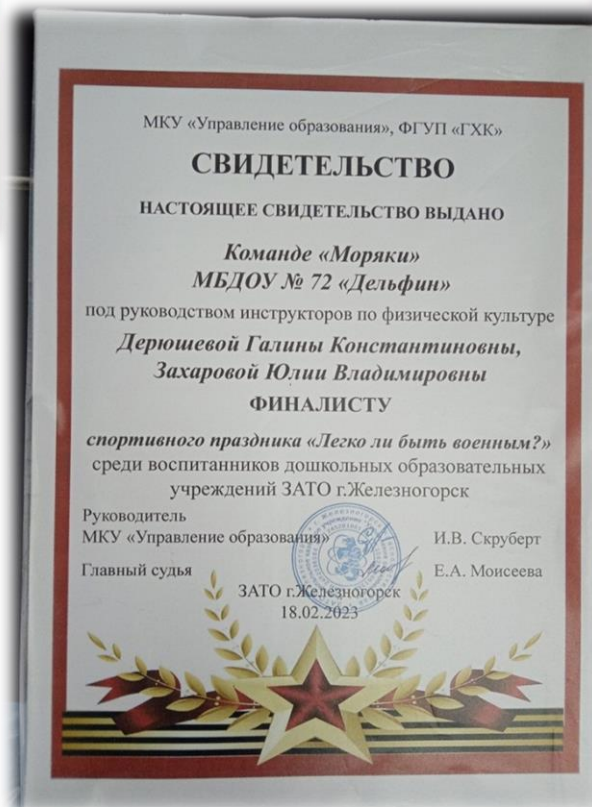 МКУ «Управление образования», ФГУП «ГХК»
СВИДЕТЕЛЬСТВО
НАСТОЯЩЕЕ СВИДЕТЕЛЬСТВО ВЫДАНО
Команде «Моряки»
МБДОУ № 72 «Дельфин»
под руководством инструкторов по физической культуре
Дерюшевой Галины Константиновны,
Захаровой Юлии Владимировны
ФИНАЛИСТУ
спортивного праздника «Легко ли быть военным?»
среди воспитанников дошкольных образовательных
учреждений ЗАТО г.Железногорск
Руководитель
МКУ «Управление образования» И.В. Скруберт
Главный судья Е.А. Моисеева
ЗАТО г.Железногорск
18.02.2023